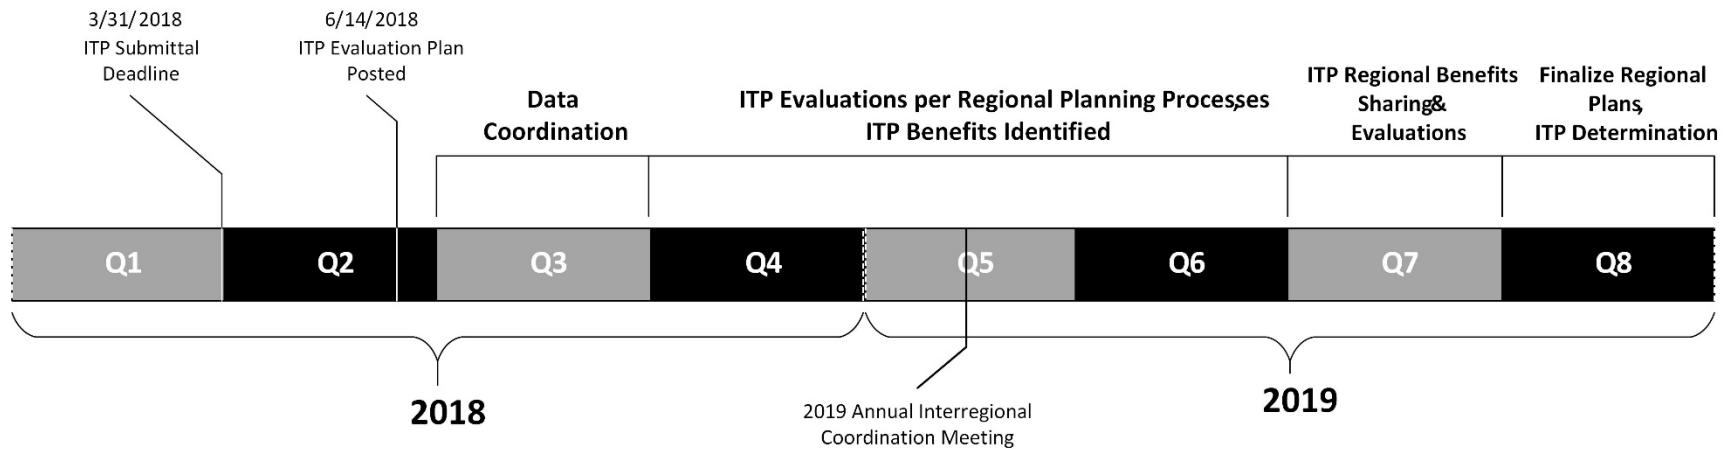 3/31/2018
ITP Submittal
Deadline
6/14/2018
ITP Evaluation Plan
Posted
Data
Coordination
ITP Evaluations per Regional Planning Processes,
ITP Benefits Identified
ITP Regional Benefits
Sharing&
Evaluations
Finalize Regional
Plans,
ITP Determination
Q1
Q2
Q3
Q4
Q5
Q6
Q7
Q8
2018
2019
2019 Annual Interregional
Coordination Meeting